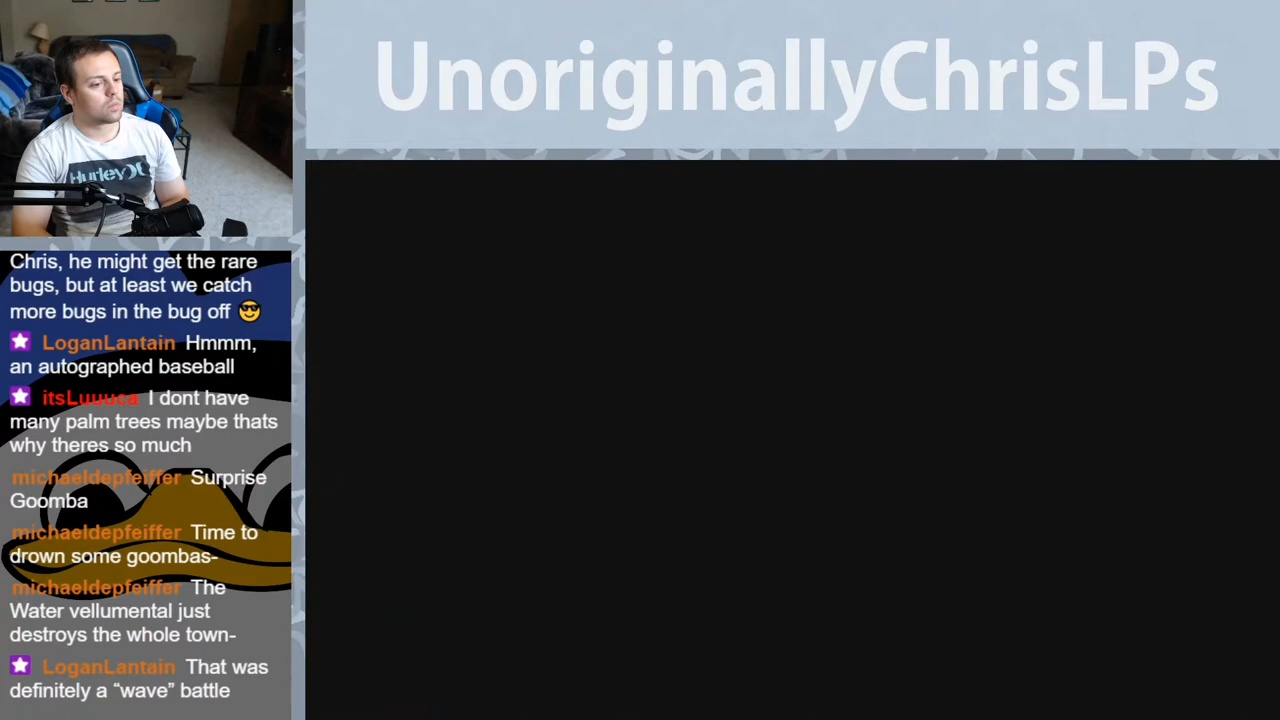 UnoriginallyChrisLPs
Hurley
Chris, he might get the rare
bugs, but at least we catch
more bugs in the bug off 😎
LoganLantain Hmmm,
an autographed baseball
itsLuuuca I dont have
many palm trees maybe thats
why theres so much
michaeldepfeiffer Surprise
Goomba
michaeldepfeiffer Time to
drown some goombas-
michaeldepfeiffer The
Water vellumental just
destroys the whole town-
LoganLantain That was
definitely a “wave” battle